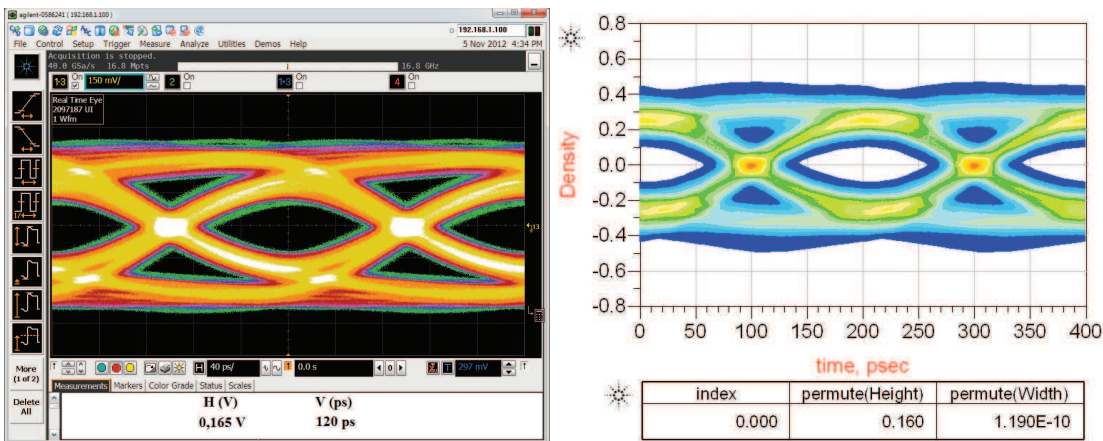 agilent-0586241 ( 192.168.1.100 )
192.168.1.100
File Control Setup Trigger Measure Analyze Utilities Demos Help
5 Nov 2012 4:34 PM
Acquisition is stopped.
40.0 GSa/s 16.8 Mpts
16.8 GHz
1-3 On 150 mV/ 2 On 1-3 On 4 On
Real Time Eye
2097187 UI
1 Wfm
13
More
(1 of 2)
Delete
All
H 40 ps/ 0.0 s 0 T 297 mV
Measurements Markers Color Grade Status Scales
H (V) V (ps)
0,165 V 120 ps
0.8
0.6
0.4
0.2
0.0
-0.2
-0.4
-0.6
-0.8
Density
0 50 100 150 200 250 300 350 400
time, psec
index permute(Height) permute(Width)
0.000 0.160 1.190E-10